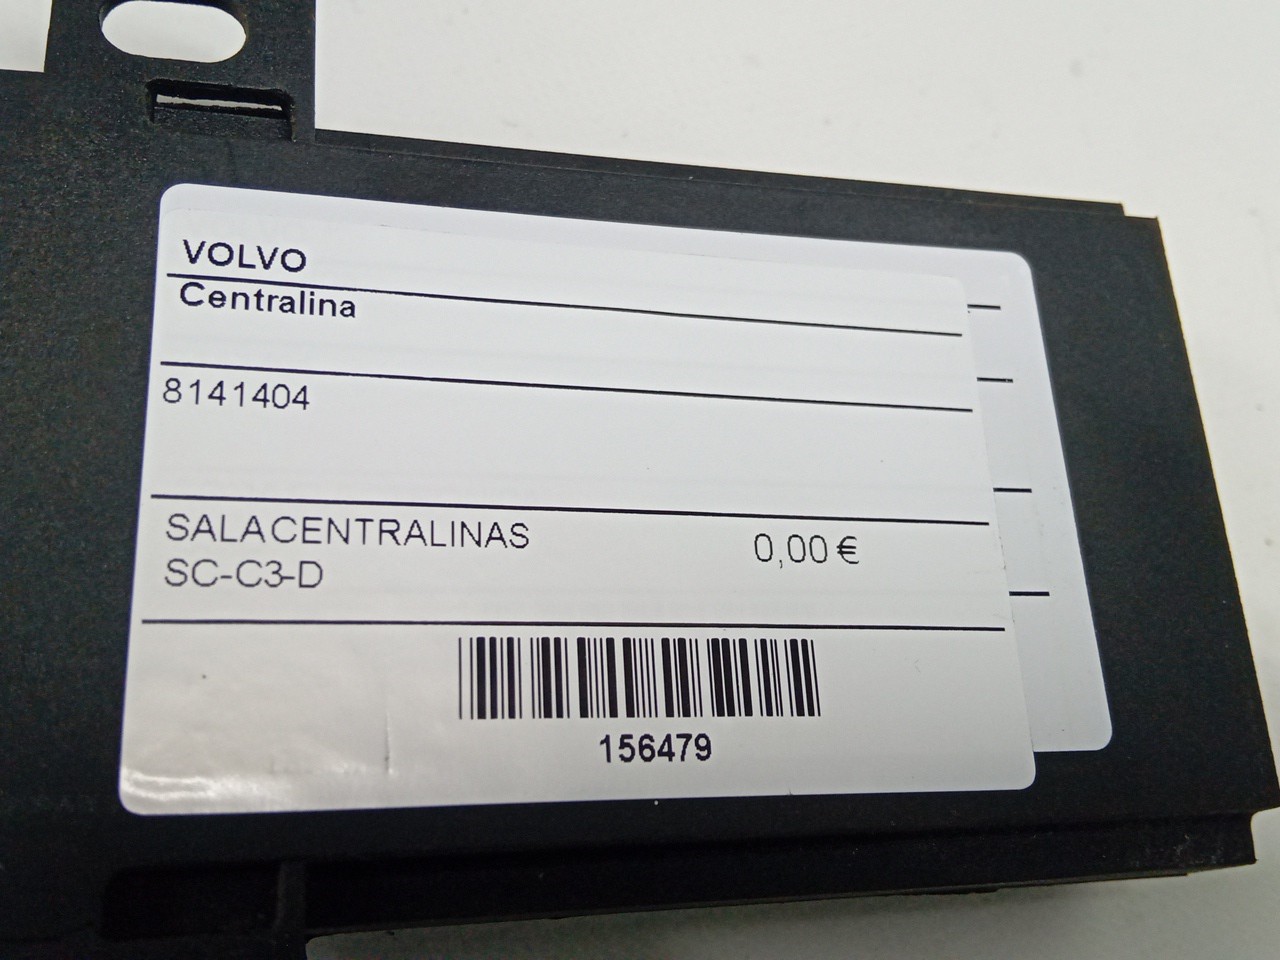 VOLVO
Centralina
8141404
SALACENTRALINAS
0,00 €
SC-C3-D
156479